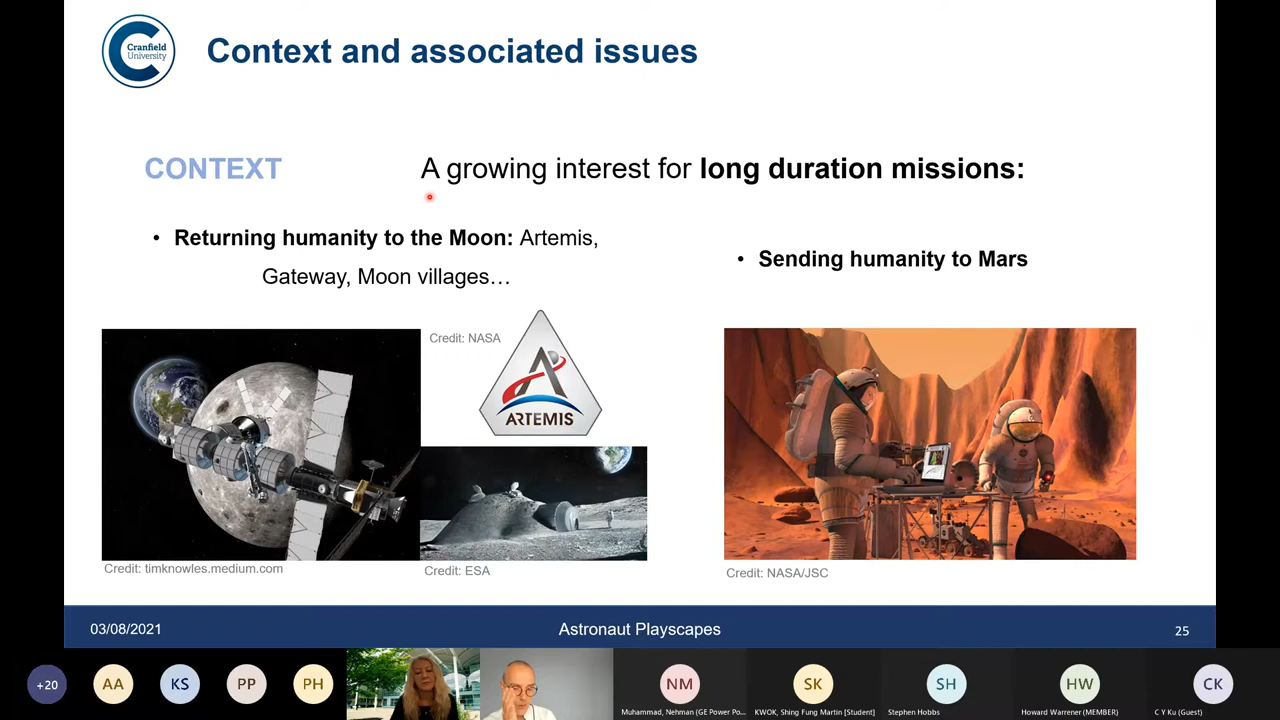 Cranfield
University
Context and associated issues
CONTEXT
A growing interest for long duration missions:
• Returning humanity to the Moon: Artemis,
Gateway, Moon villages…
• Sending humanity to Mars
Credit: NASA
ARTEMIS
Credit: timknowles.medium.com
Credit: ESA
Credit: NASA/JSC
03/08/2021
Astronaut Playscapes
25
+20
AA
KS
PP
PH
NM
SK
SH
HW
CK
Muhammad, Nehman (GE Power Po...
KWOK, Shing Fung Martin [Student]
Stephen Hobbs
Howard Warrener (MEMBER)
C Y Ku (Guest)